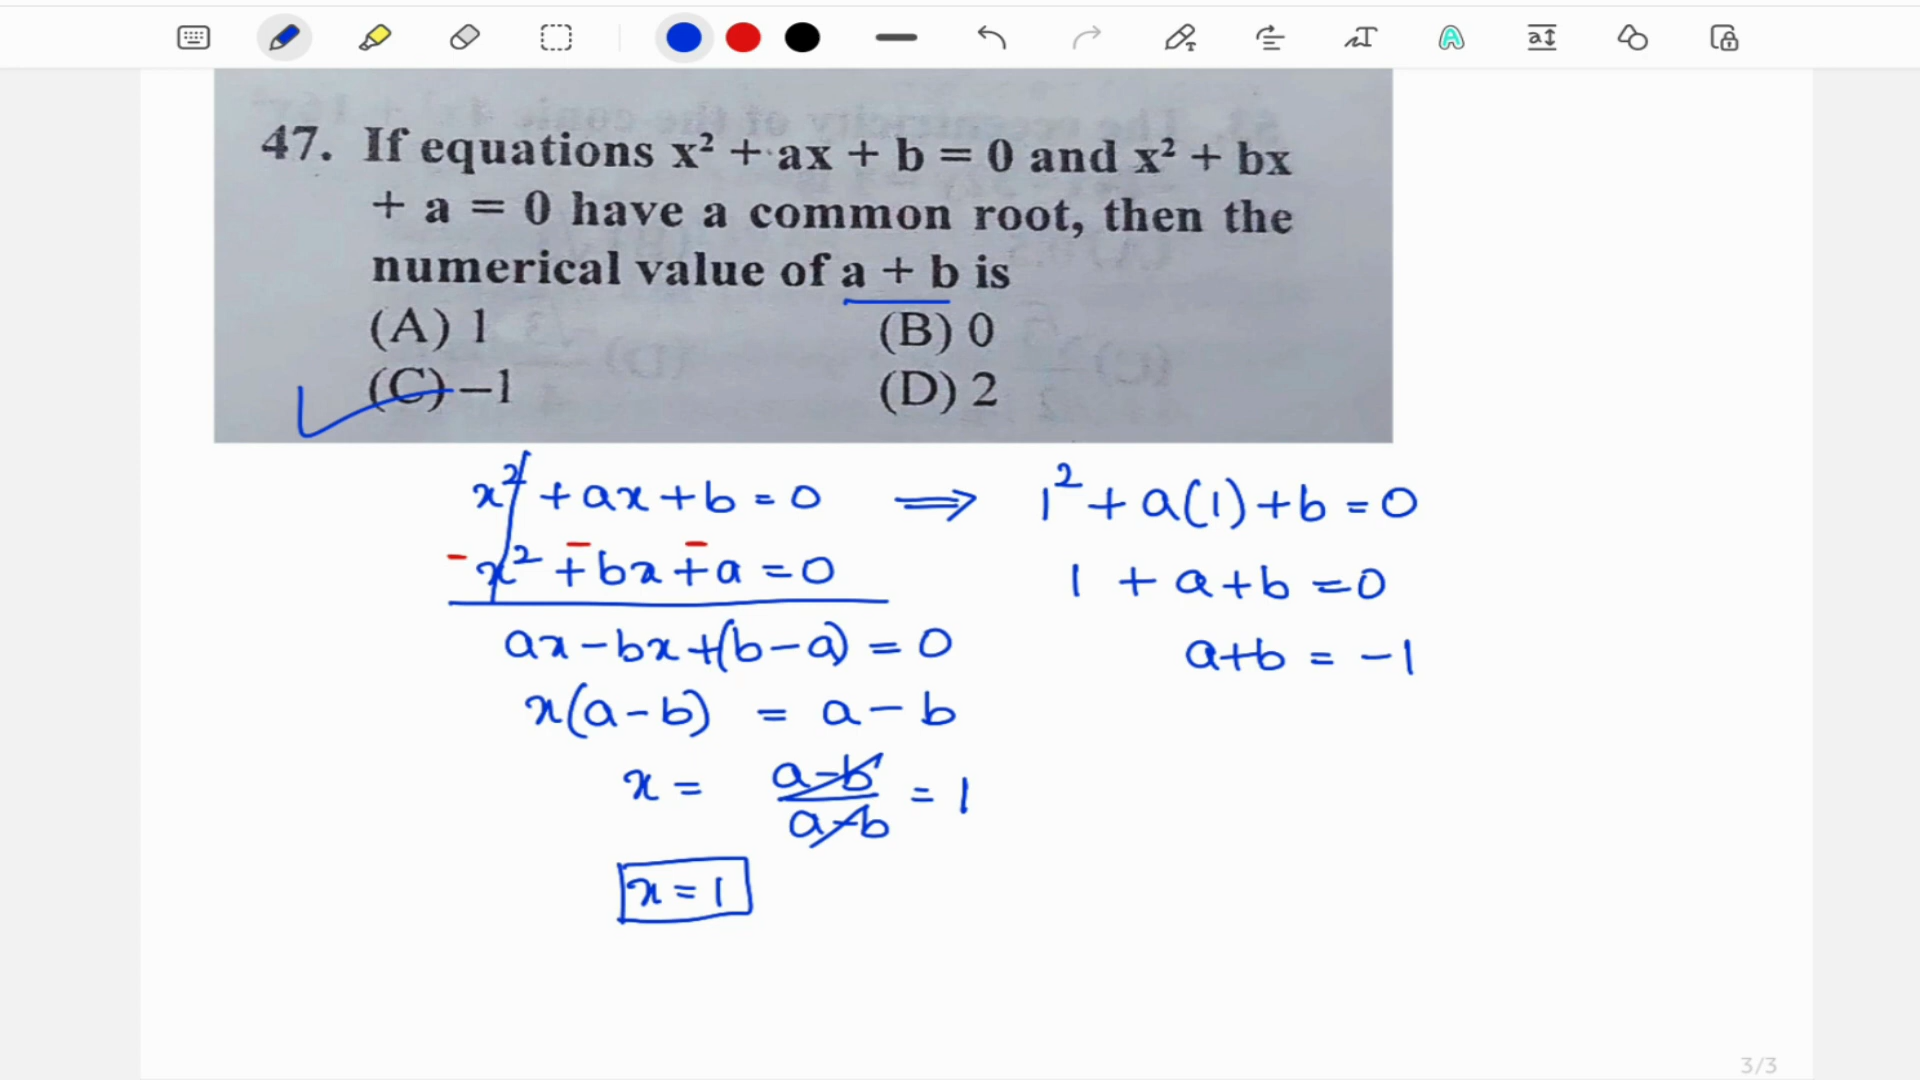 47. If equations x² + ax + b = 0 and x² + bx
+ a = 0 have a common root, then the
numerical value of a + b is
(A) 1 (B) 0
(C) –1 (D) 2
x² + ax + b = 0 ⟹ 1² + a(1) + b = 0
- x² + bx + a = 0 1 + a + b = 0
- -
ax - bx + (b - a) = 0 a + b = -1
x(a - b) = a - b
x = a - b / a - b = 1
x = 1
3/3